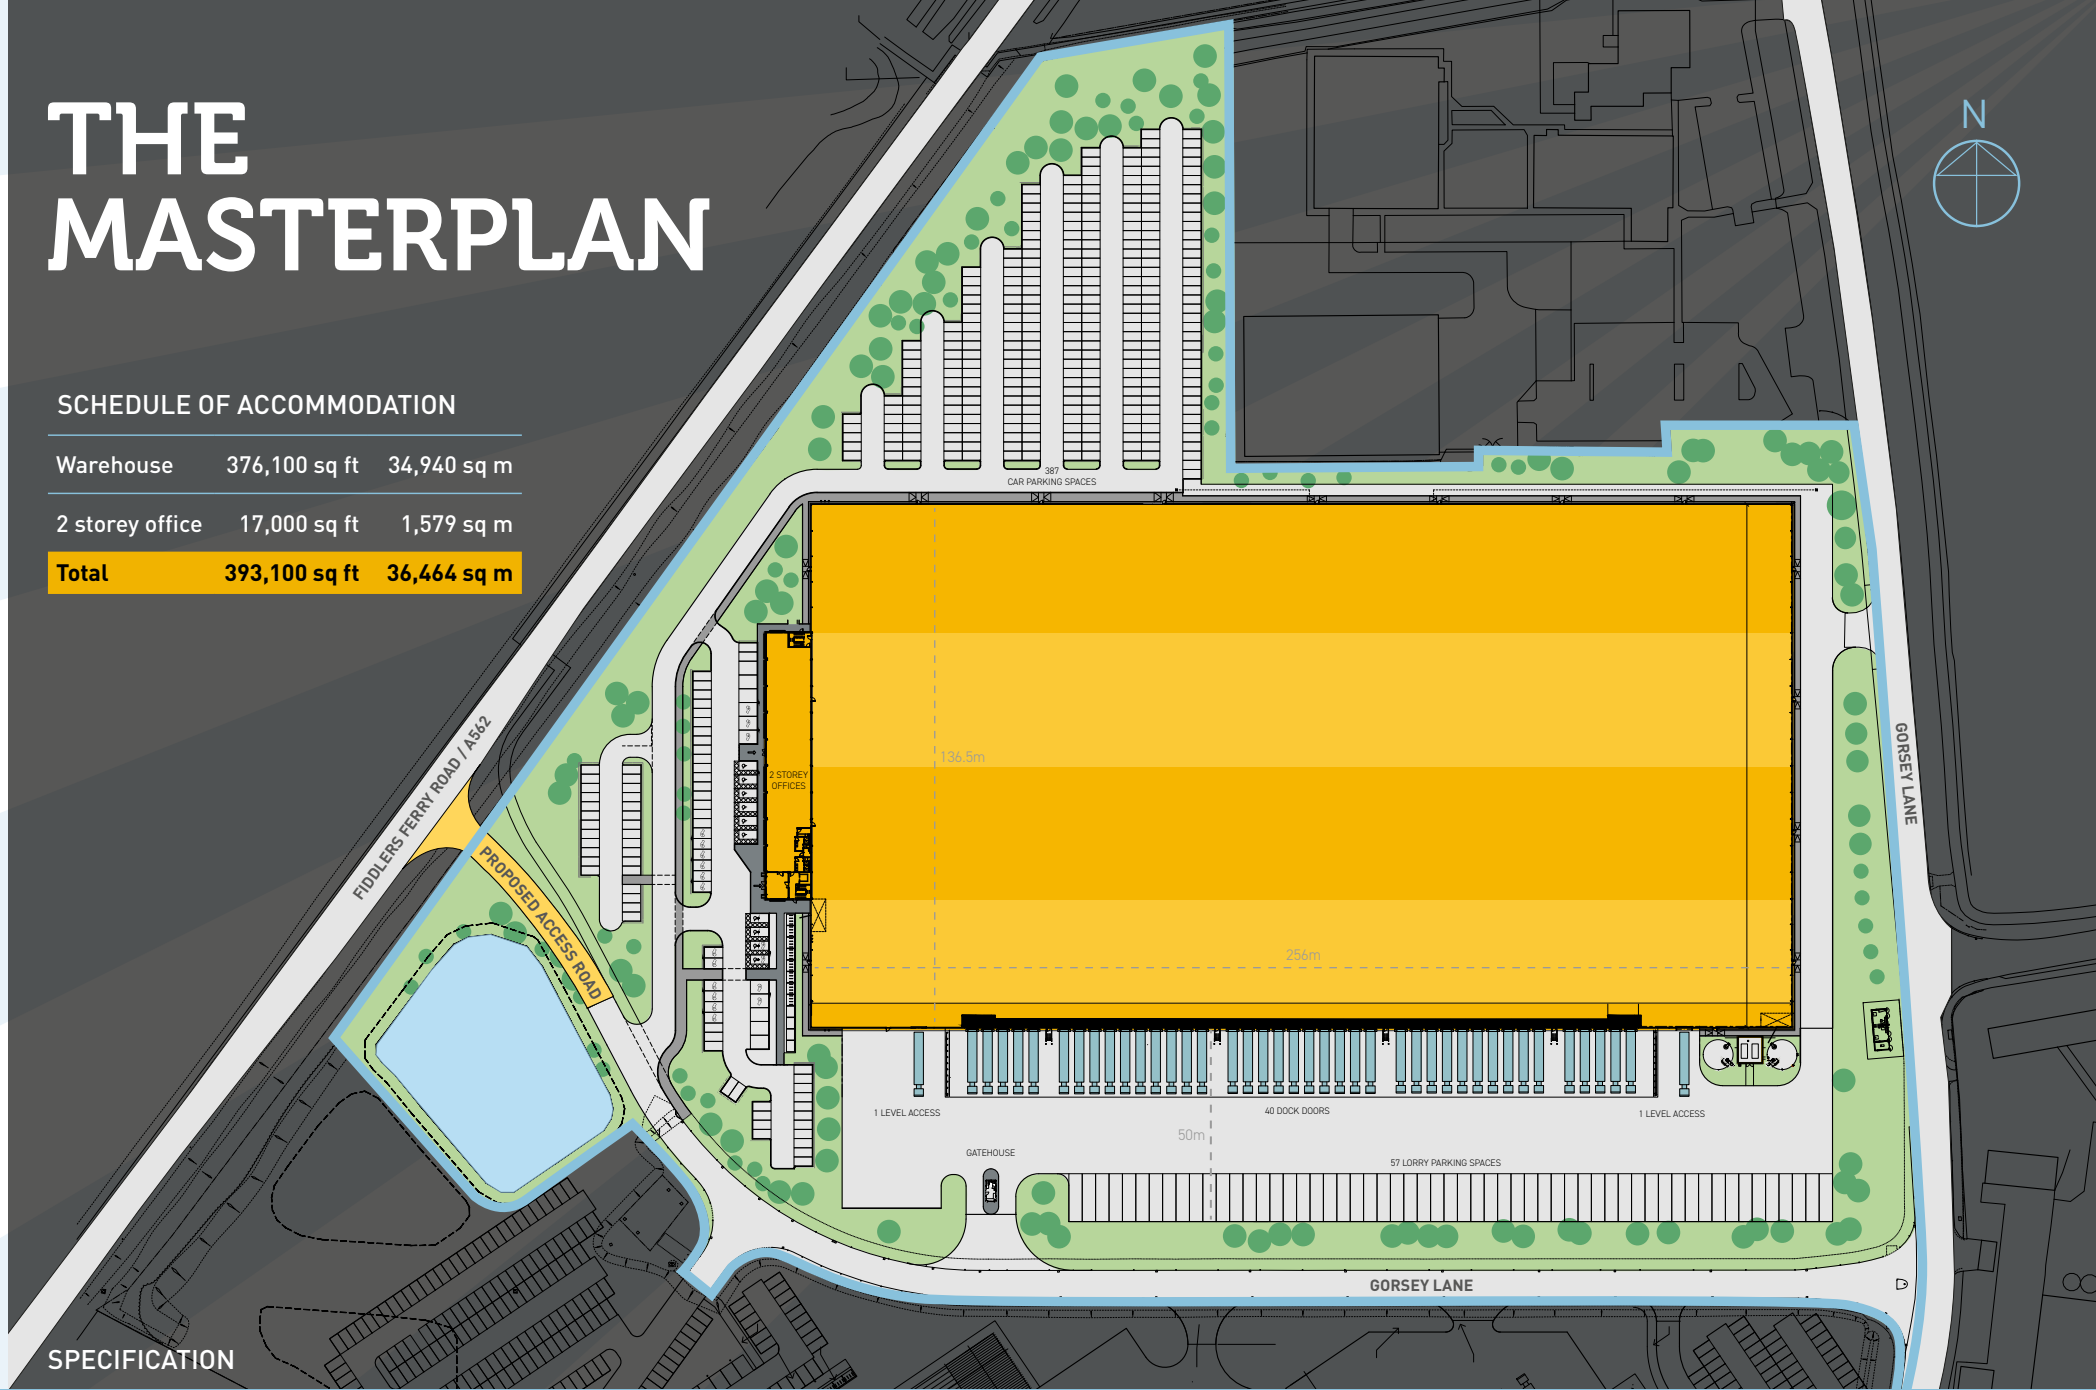 THE
MASTERPLAN
N
SCHEDULE OF ACCOMMODATION
Warehouse 376,100 sq ft 34,940 sq m
2 storey office 17,000 sq ft 1,579 sq m
Total 393,100 sq ft 36,464 sq m
387
CAR PARKING SPACES
FIDDLERS FERRY ROAD / A562
PROPOSED ACCESS ROAD
2 STOREY
OFFICES
136.5m
256m
GORSEY LANE
1 LEVEL ACCESS
40 DOCK DOORS
1 LEVEL ACCESS
50m
GATEHOUSE
57 LORRY PARKING SPACES
GORSEY LANE
SPECIFICATION